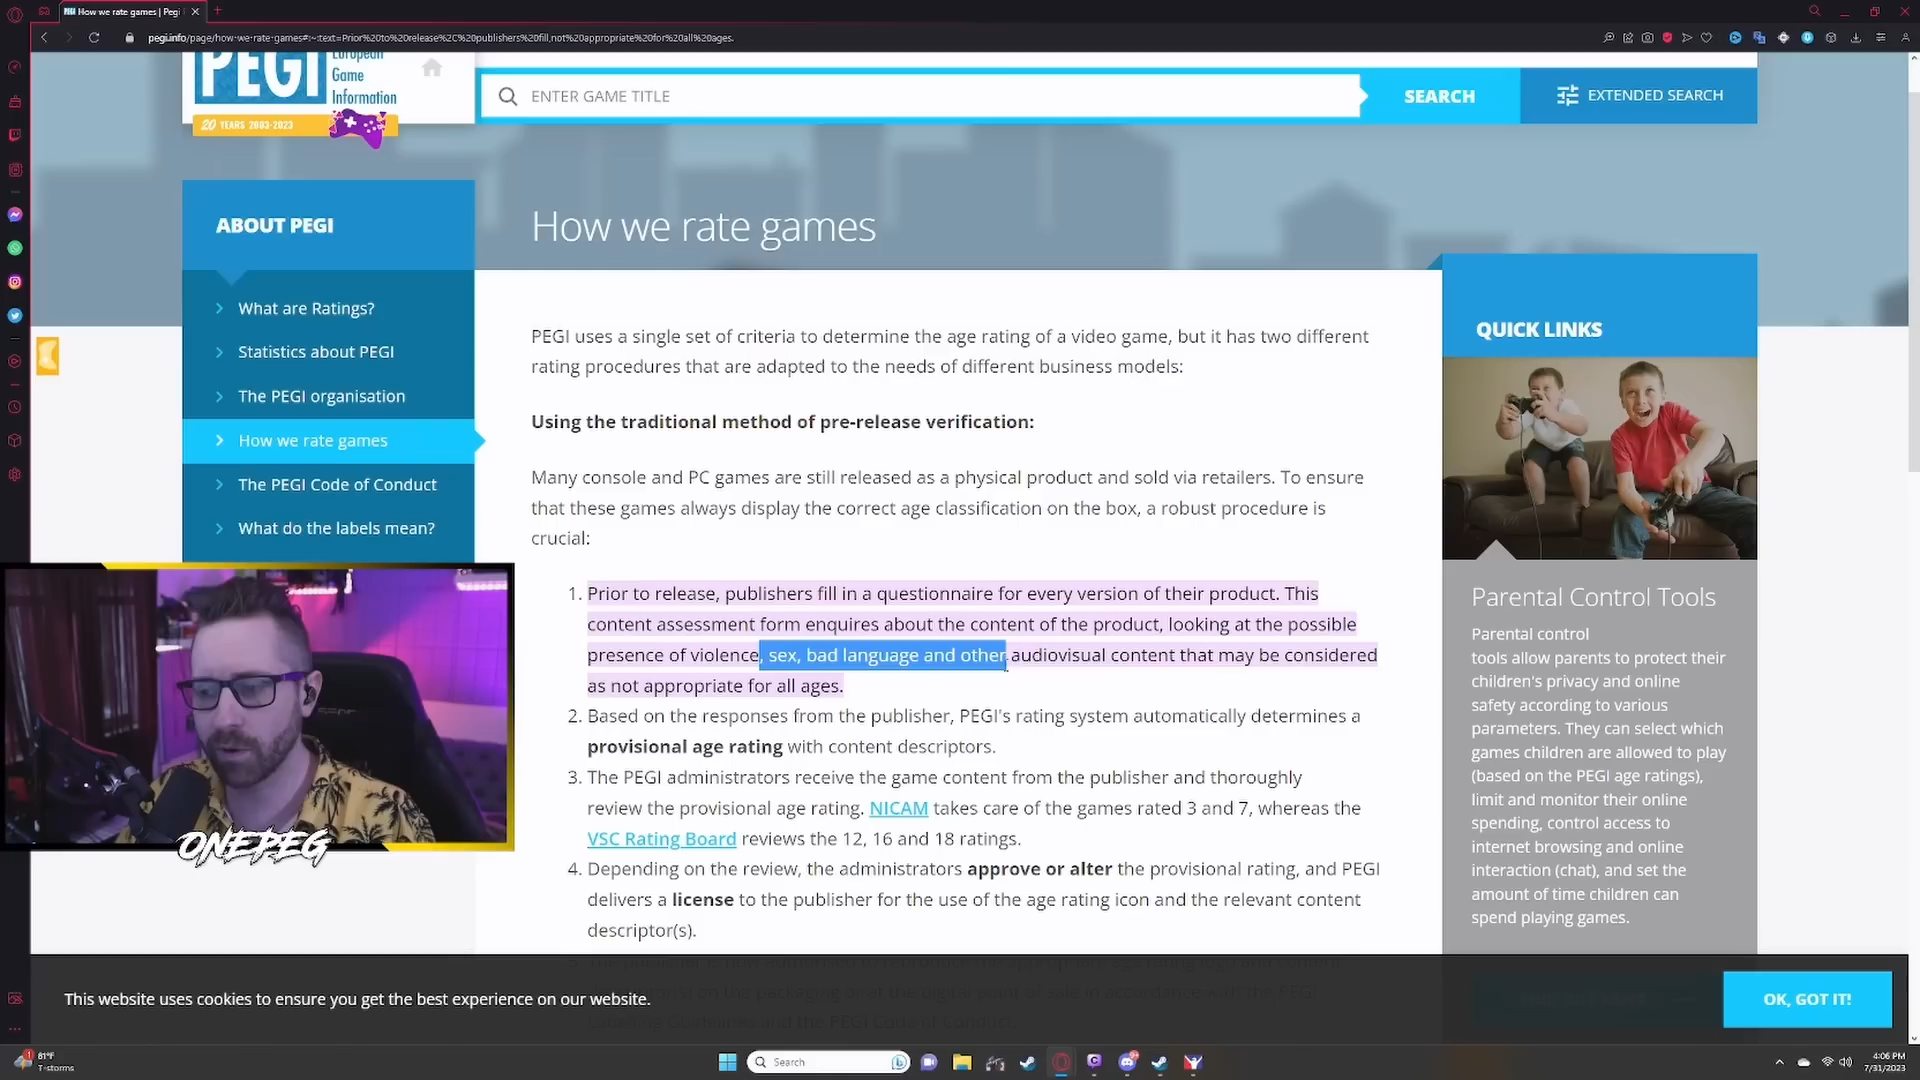 How we rate games | Pegi
pegi.info/page/how-we-rate-games#:~:text=Prior%20to%20release%2C%20publishers%20fill,not%20appropriate%20for%20all%20ages.
PEGI
European
Game
Information
20 YEARS 2003-2023
ENTER GAME TITLE
SEARCH
EXTENDED SEARCH
ABOUT PEGI
What are Ratings?
Statistics about PEGI
The PEGI organisation
How we rate games
The PEGI Code of Conduct
What do the labels mean?
How we rate games
PEGI uses a single set of criteria to determine the age rating of a video game, but it has two different
rating procedures that are adapted to the needs of different business models:
Using the traditional method of pre-release verification:
Many console and PC games are still released as a physical product and sold via retailers. To ensure
that these games always display the correct age classification on the box, a robust procedure is
crucial:
1. Prior to release, publishers fill in a questionnaire for every version of their product. This
content assessment form enquires about the content of the product, looking at the possible
presence of violence, sex, bad language and other audiovisual content that may be considered
as not appropriate for all ages.
2. Based on the responses from the publisher, PEGI's rating system automatically determines a
provisional age rating with content descriptors.
3. The PEGI administrators receive the game content from the publisher and thoroughly
review the provisional age rating. NICAM takes care of the games rated 3 and 7, whereas the
VSC Rating Board reviews the 12, 16 and 18 ratings.
4. Depending on the review, the administrators approve or alter the provisional rating, and PEGI
delivers a license to the publisher for the use of the age rating icon and the relevant content
descriptor(s).
Labelling Guidelines and the PEGI Code of Conduct.
QUICK LINKS
Parental Control Tools
Parental control
tools allow parents to protect their
children's privacy and online
safety according to various
parameters. They can select which
games children are allowed to play
(based on the PEGI age ratings),
limit and monitor their online
spending, control access to
internet browsing and online
interaction (chat), and set the
amount of time children can
spend playing games.
ONEPEG
This website uses cookies to ensure you get the best experience on our website.
OK, GOT IT!
61°F
T-storms
Search
4:06 PM
7/31/2023